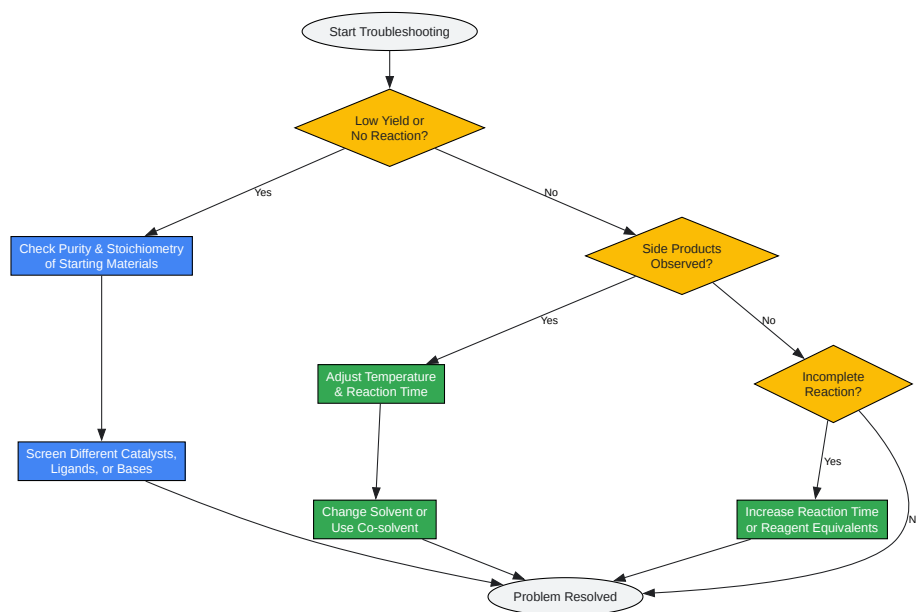 Start Troubleshooting
Low Yield or
No Reaction?
Yes
No
Check Purity & Stoichiometry
of Starting Materials
Side Products
Observed?
Yes
No
Adjust Temperature
& Reaction Time
Incomplete
Reaction?
Screen Different Catalysts,
Ligands, or Bases
Yes
Change Solvent or
Use Co-solvent
Increase Reaction Time
or Reagent Equivalents
N
Problem Resolved